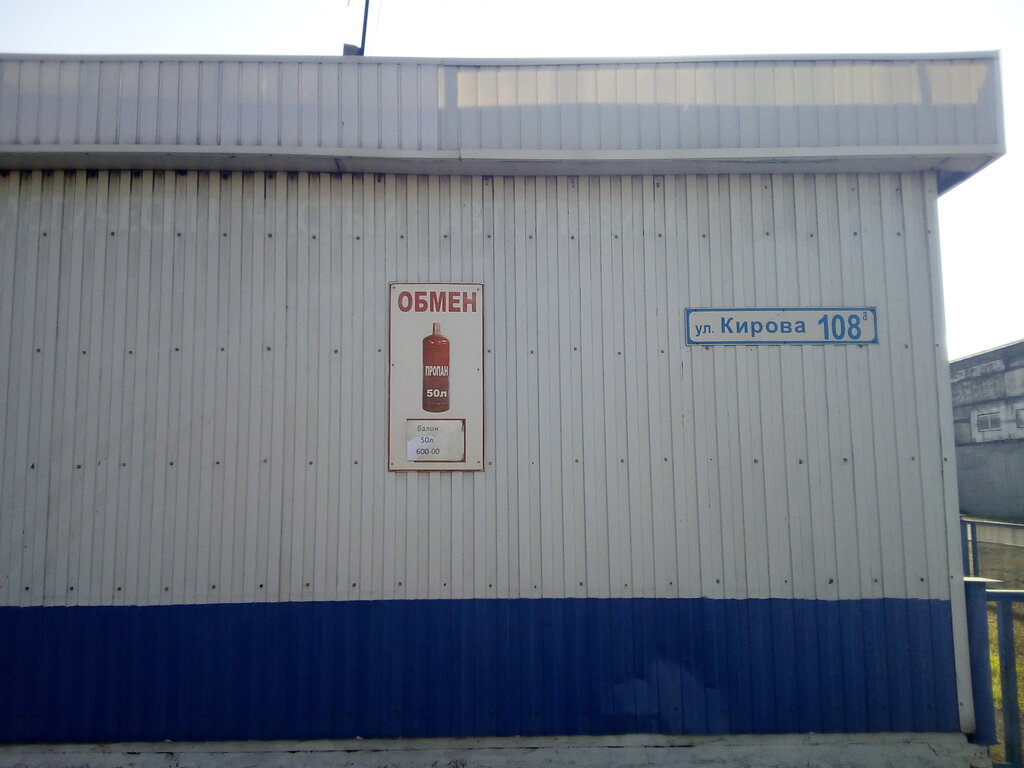 ОБМЕН
ПРОПАН
50л
балон
50л.
600-00
ул. Кирова 108а